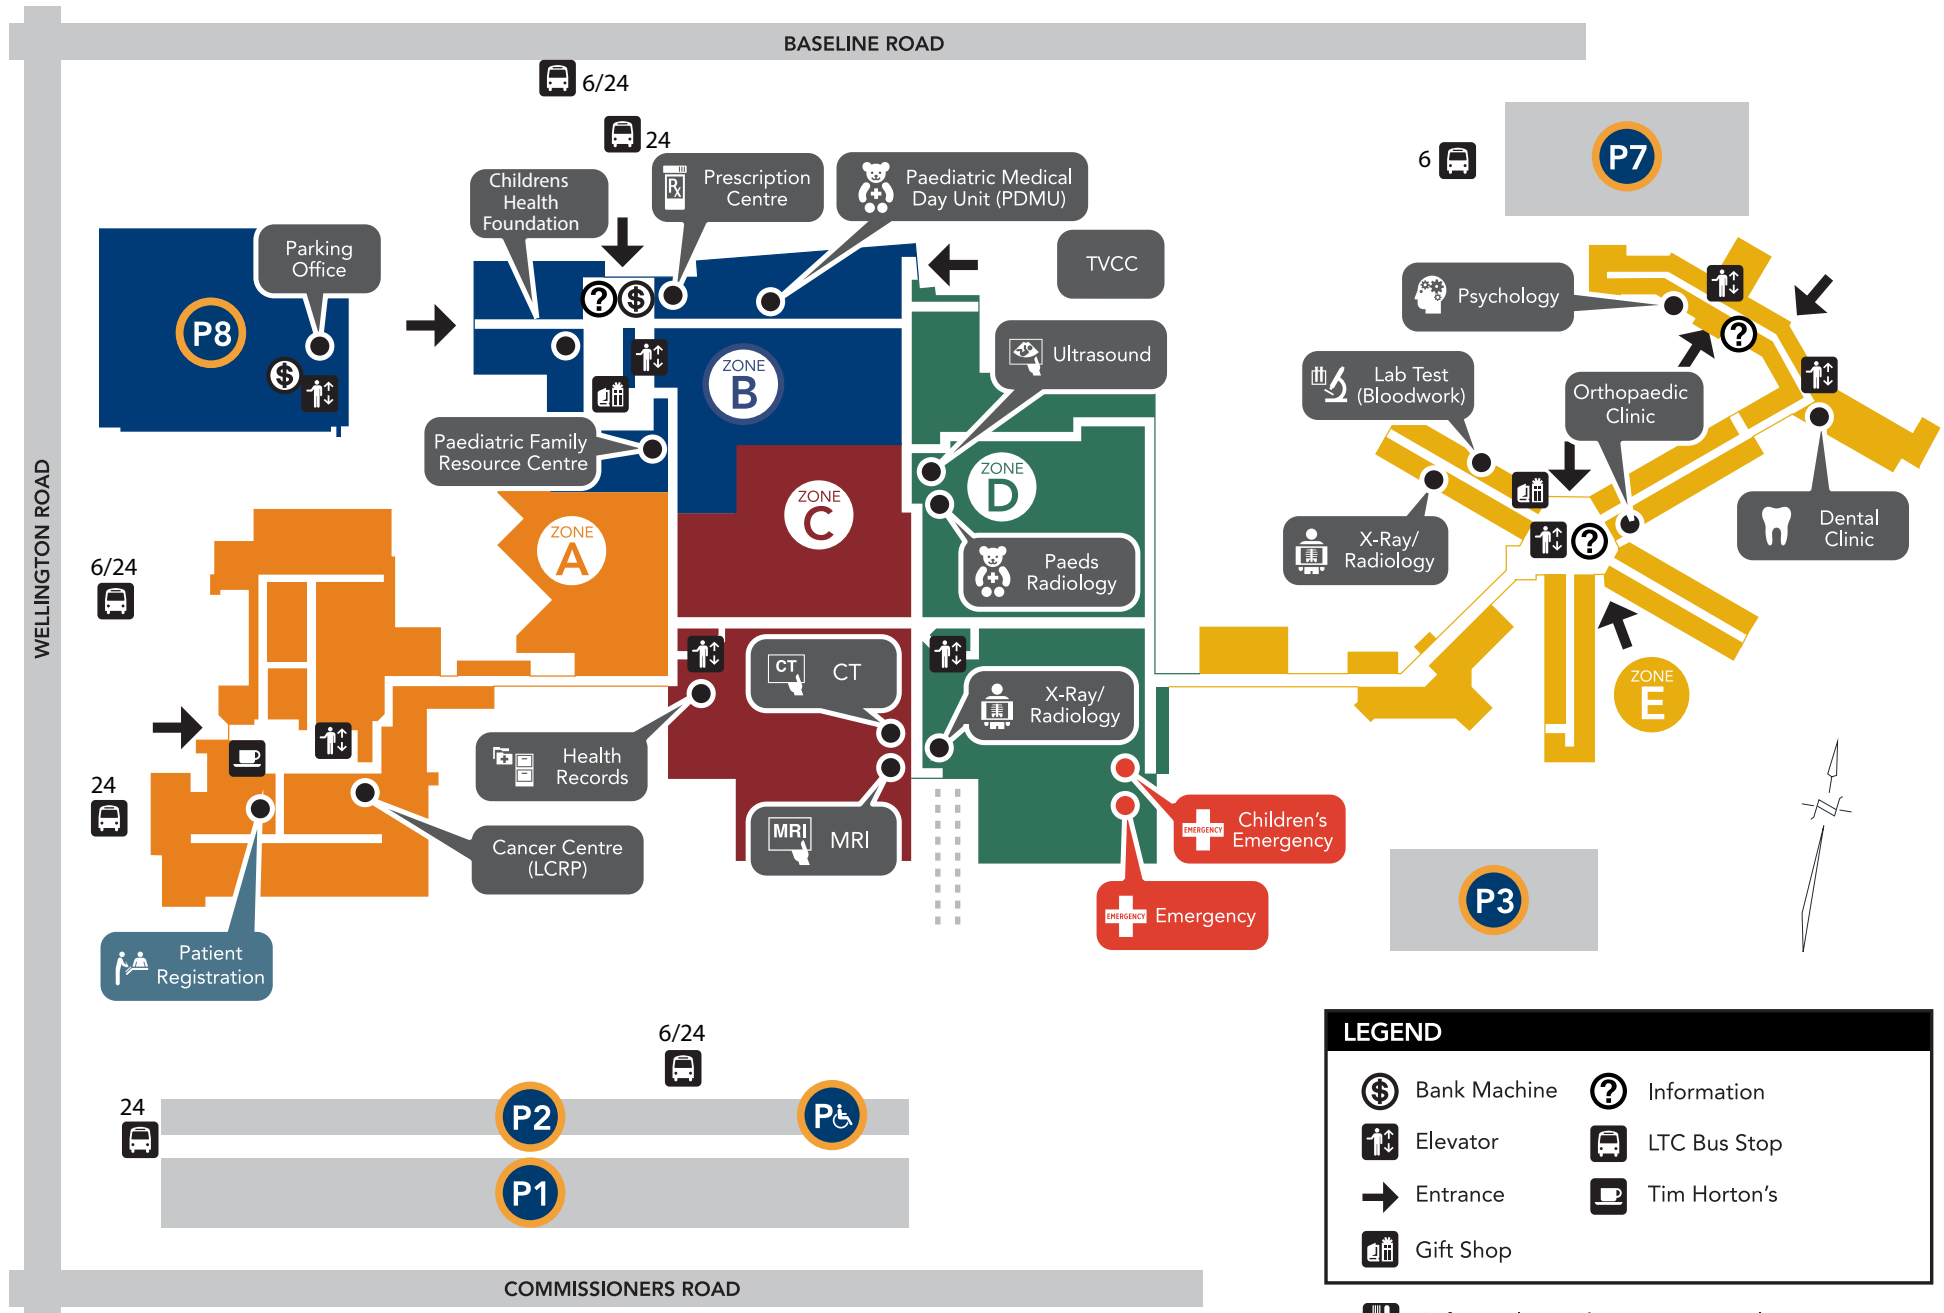 BASELINE ROAD
6/24
24
6
P7
Childrens
Health
Foundation
Prescription
Centre
Paediatric Medical
Day Unit (PDMU)
TVCC
Parking
Office
P8
Psychology
Ultrasound
Lab Test
(Bloodwork)
Orthopaedic
Clinic
ZONE
B
Paediatric Family
Resource Centre
WELLINGTON ROAD
ZONE
A
ZONE
C
ZONE
D
Paeds
Radiology
X-Ray/
Radiology
Dental
Clinic
6/24
CT
CT
X-Ray/
Radiology
ZONE
E
Health
Records
24
MRI
MRI
Cancer Centre
(LCRP)
EMERGENCY
Children's
Emergency
EMERGENCY
Emergency
P3
Patient
Registration
6/24
24
P2
P
P1
COMMISSIONERS ROAD
LEGEND
Bank Machine
Information
Elevator
LTC Bus Stop
Entrance
Tim Horton's
Gift Shop